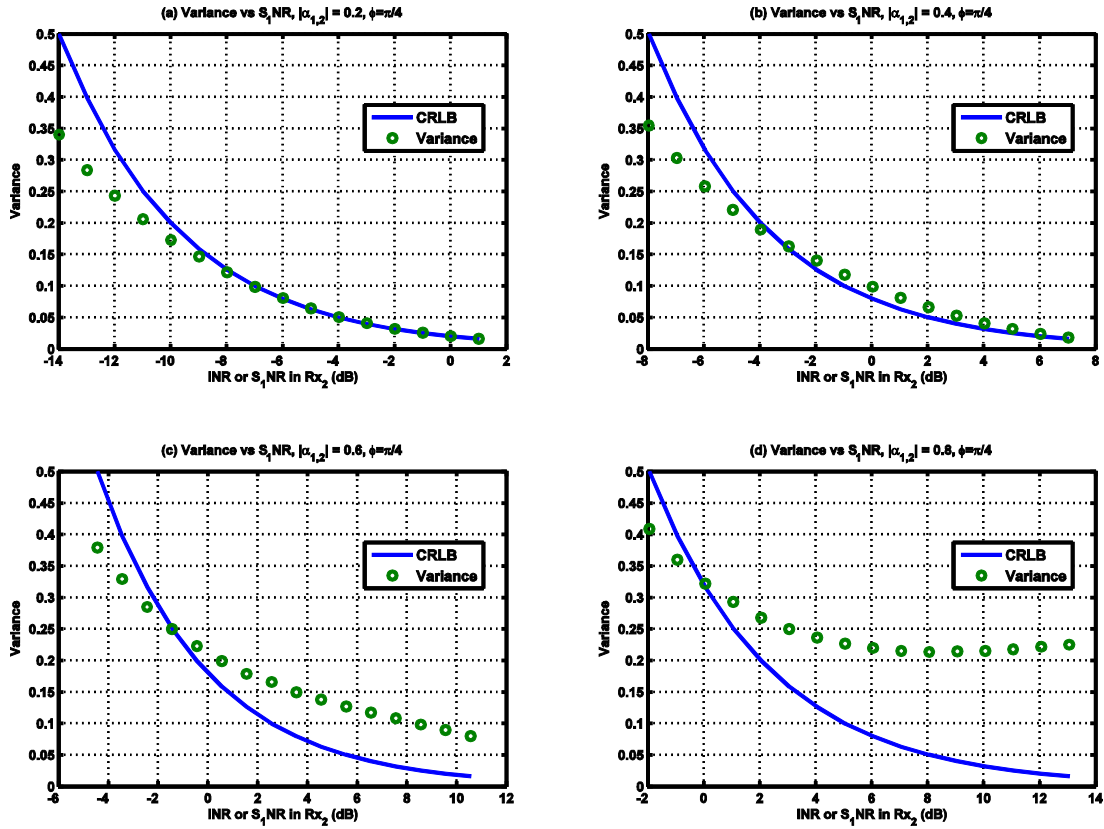 (a) Variance vs S₁NR, |α₁,₂| = 0.2, ϕ=π/4
0.5
0.45
0.4
0.35
0.3
0.25
0.2
0.15
0.1
0.05
0
Variance
CRLB
Variance
-14 -12 -10 -8 -6 -4 -2 0 2
INR or S₁NR in Rx₂ (dB)
(b) Variance vs S₁NR, |α₁,₂| = 0.4, ϕ=π/4
0.5
0.45
0.4
0.35
0.3
0.25
0.2
0.15
0.1
0.05
0
Variance
CRLB
Variance
-8 -6 -4 -2 0 2 4 6 8
INR or S₁NR in Rx₂ (dB)
(c) Variance vs S₁NR, |α₁,₂| = 0.6, ϕ=π/4
0.5
0.45
0.4
0.35
0.3
0.25
0.2
0.15
0.1
0.05
0
Variance
CRLB
Variance
-6 -4 -2 0 2 4 6 8 10 12
INR or S₁NR in Rx₂ (dB)
(d) Variance vs S₁NR, |α₁,₂| = 0.8, ϕ=π/4
0.5
0.45
0.4
0.35
0.3
0.25
0.2
0.15
0.1
0.05
0
Variance
CRLB
Variance
-2 0 2 4 6 8 10 12 14
INR or S₁NR in Rx₂ (dB)